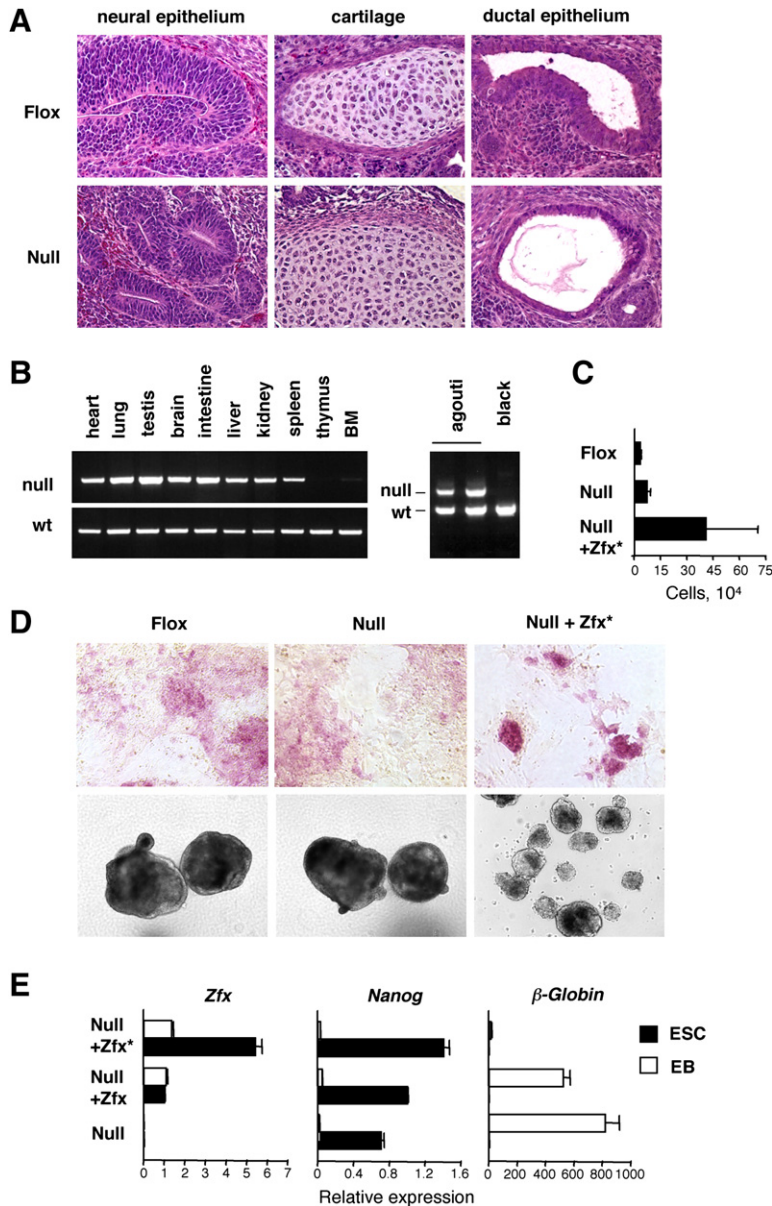 A
neural epithelium cartilage ductal epithelium
Flox
Null
B
heart lung testis brain intestine liver kidney spleen thymus BM
null
wt
agouti black
null
wt
C
Flox
Null
Null
+Zfx*
0 15 30 45 60 75
Cells, 10⁴
D
Flox Null Null + Zfx*
E
Zfx Nanog β-Globin
Null
+Zfx*
Null
+Zfx
Null
ESC
EB
0 1 2 3 4 5 6 7
0 0.4 0.8 1.2 1.6
0 200 400 600 800 1000
Relative expression